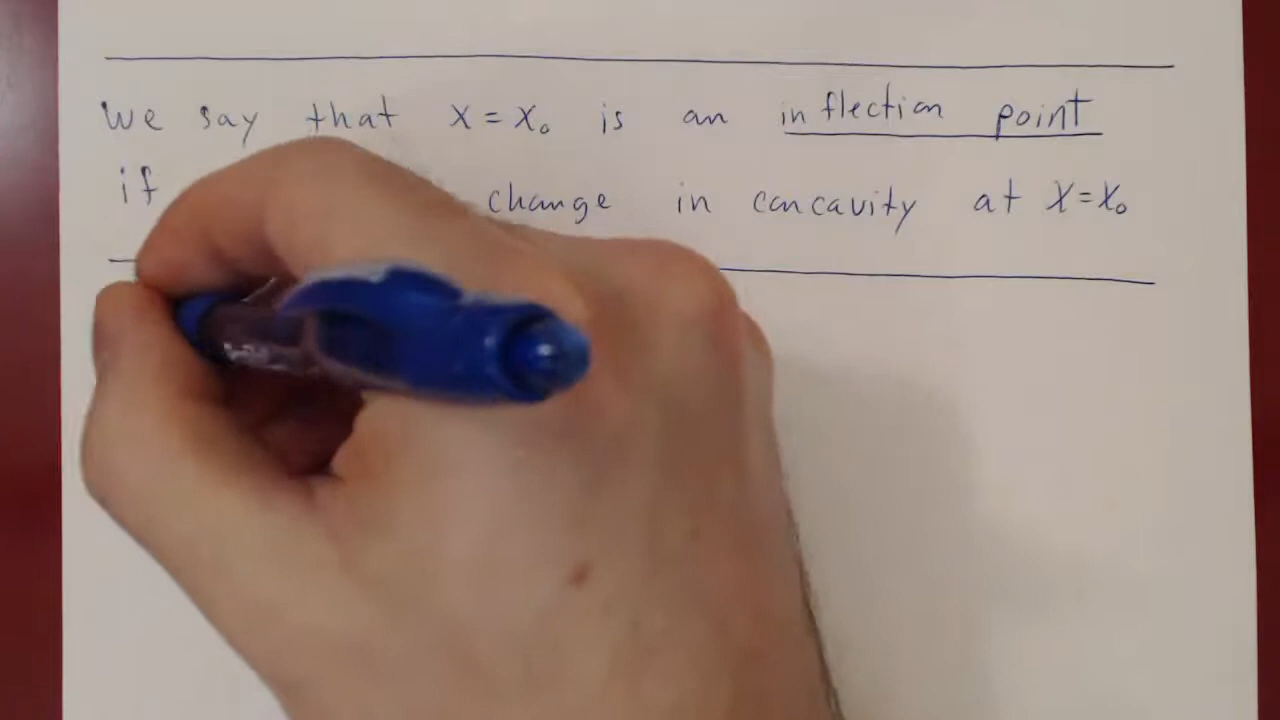 We say that x = x₀ is an inflection point
if change in concavity at x = x₀